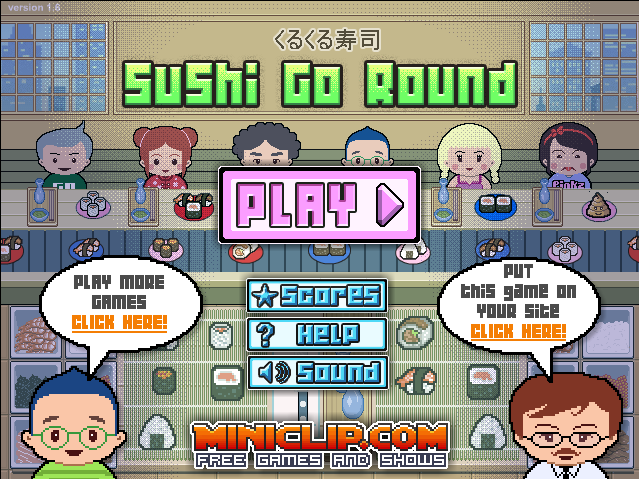 version 1.8
くるくる寿司
Sushi Go Round
PLAY
PLAY MORE
GAMES
CLICK HERE!
PUT
this game on
YOUR SITE
CLICK HERE!
Scores
? Help
Sound
MINICLIP.COM
FREE GAMES AND SHOWS